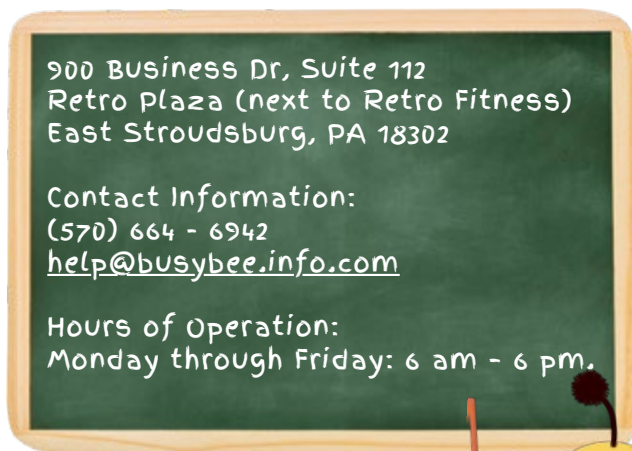 900 Business Dr, Suite 112
Retro Plaza (next to Retro Fitness)
East Stroudsburg, PA 18302
Contact Information:
(570) 664 - 6942
help@busybee.info.com
Hours of Operation:
Monday through Friday: 6 am - 6 pm.